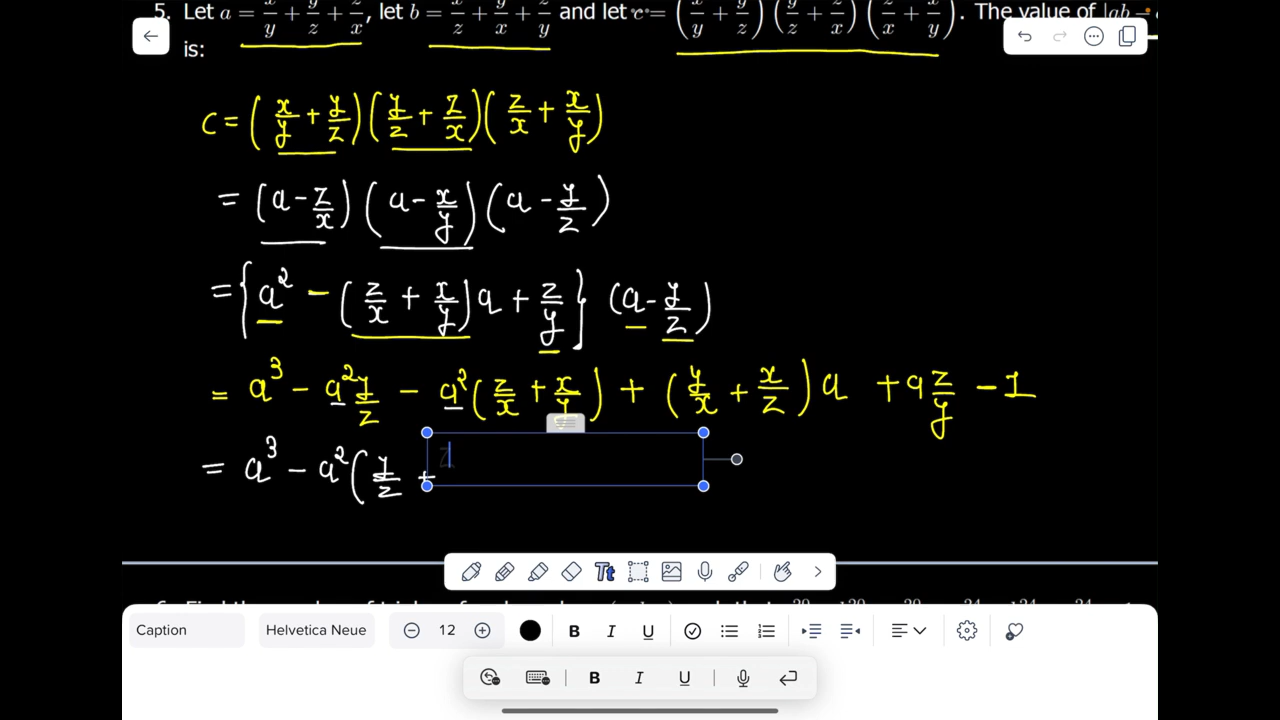 5. Let a = x/y + y/z + z/x, let b = x/z + y/x + z/y and let c = (x/y + y/z)(y/z + z/x)(z/x + x/y). The value of |ab −
is:
c = (x/y + y/z)(y/z + z/x)(z/x + x/y)
= (a - z/x)(a - x/y)(a - y/z)
= {a² - (z/x + x/y)a + z/y} (a - y/z)
= a³ - a² y/z - a²(z/x + x/y) + (y/x + x/z)a + a z/y - 1
= a³ - a²(y/z +
Tt
Caption Helvetica Neue 12 B I U
B I U